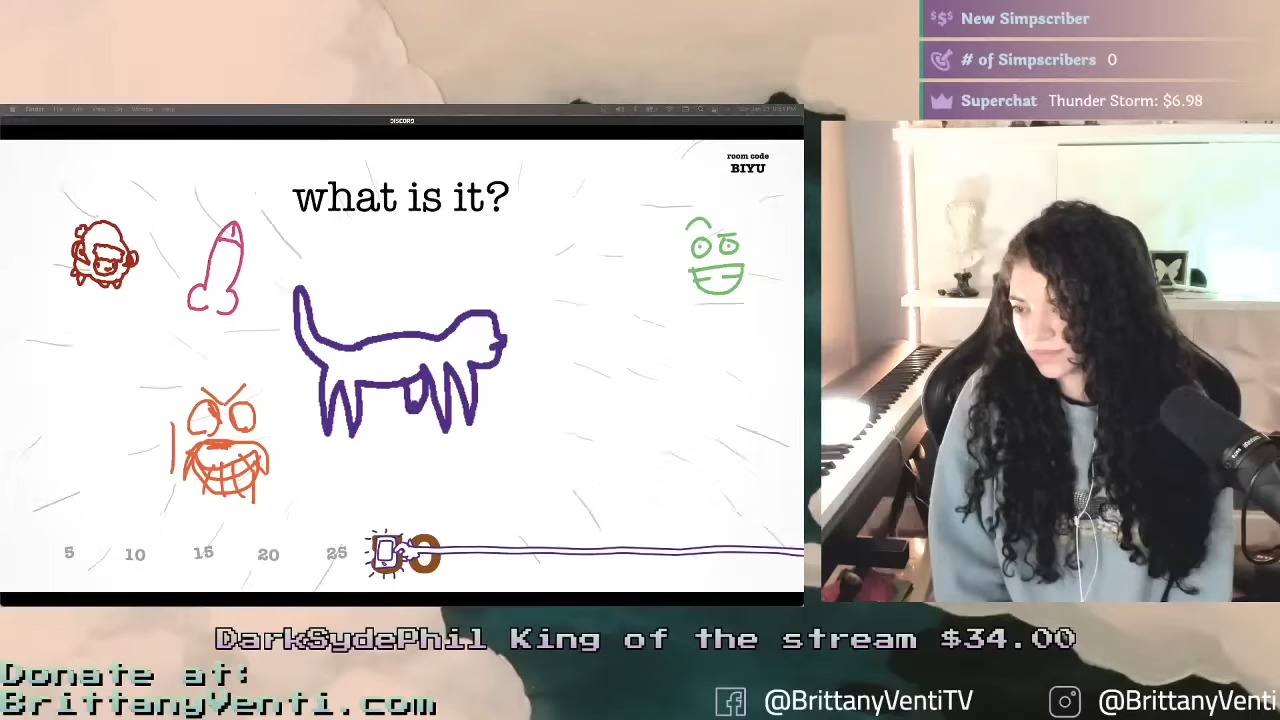 New Simpscriber
# of Simpscribers 0
Superchat Thunder Storm: $6.98
DISCORD
room code
BIYU
what is it?
5 10 15 20 25
DarkSydePhil King of the stream $34.00
Donate at:
BrittanyVenti.com
@BrittanyVentiTV
@BrittanyVenti